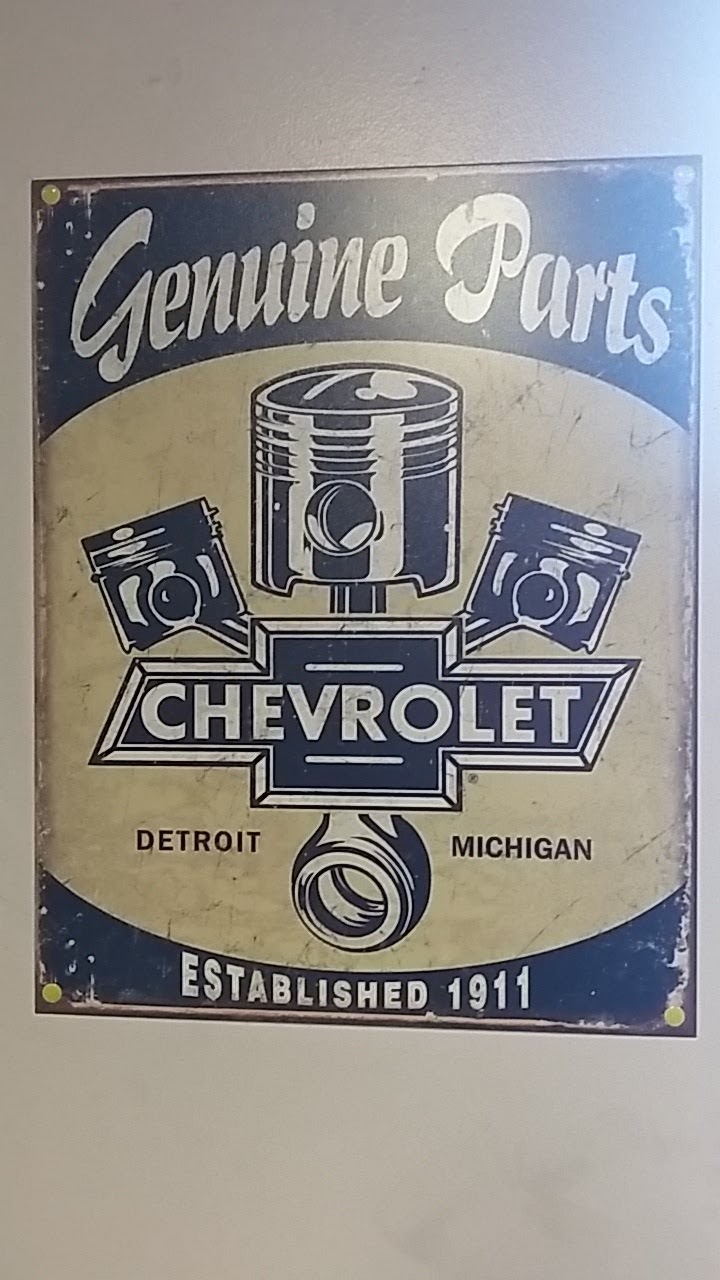 Genuine Parts
CHEVROLET
®
DETROIT MICHIGAN
ESTABLISHED 1911